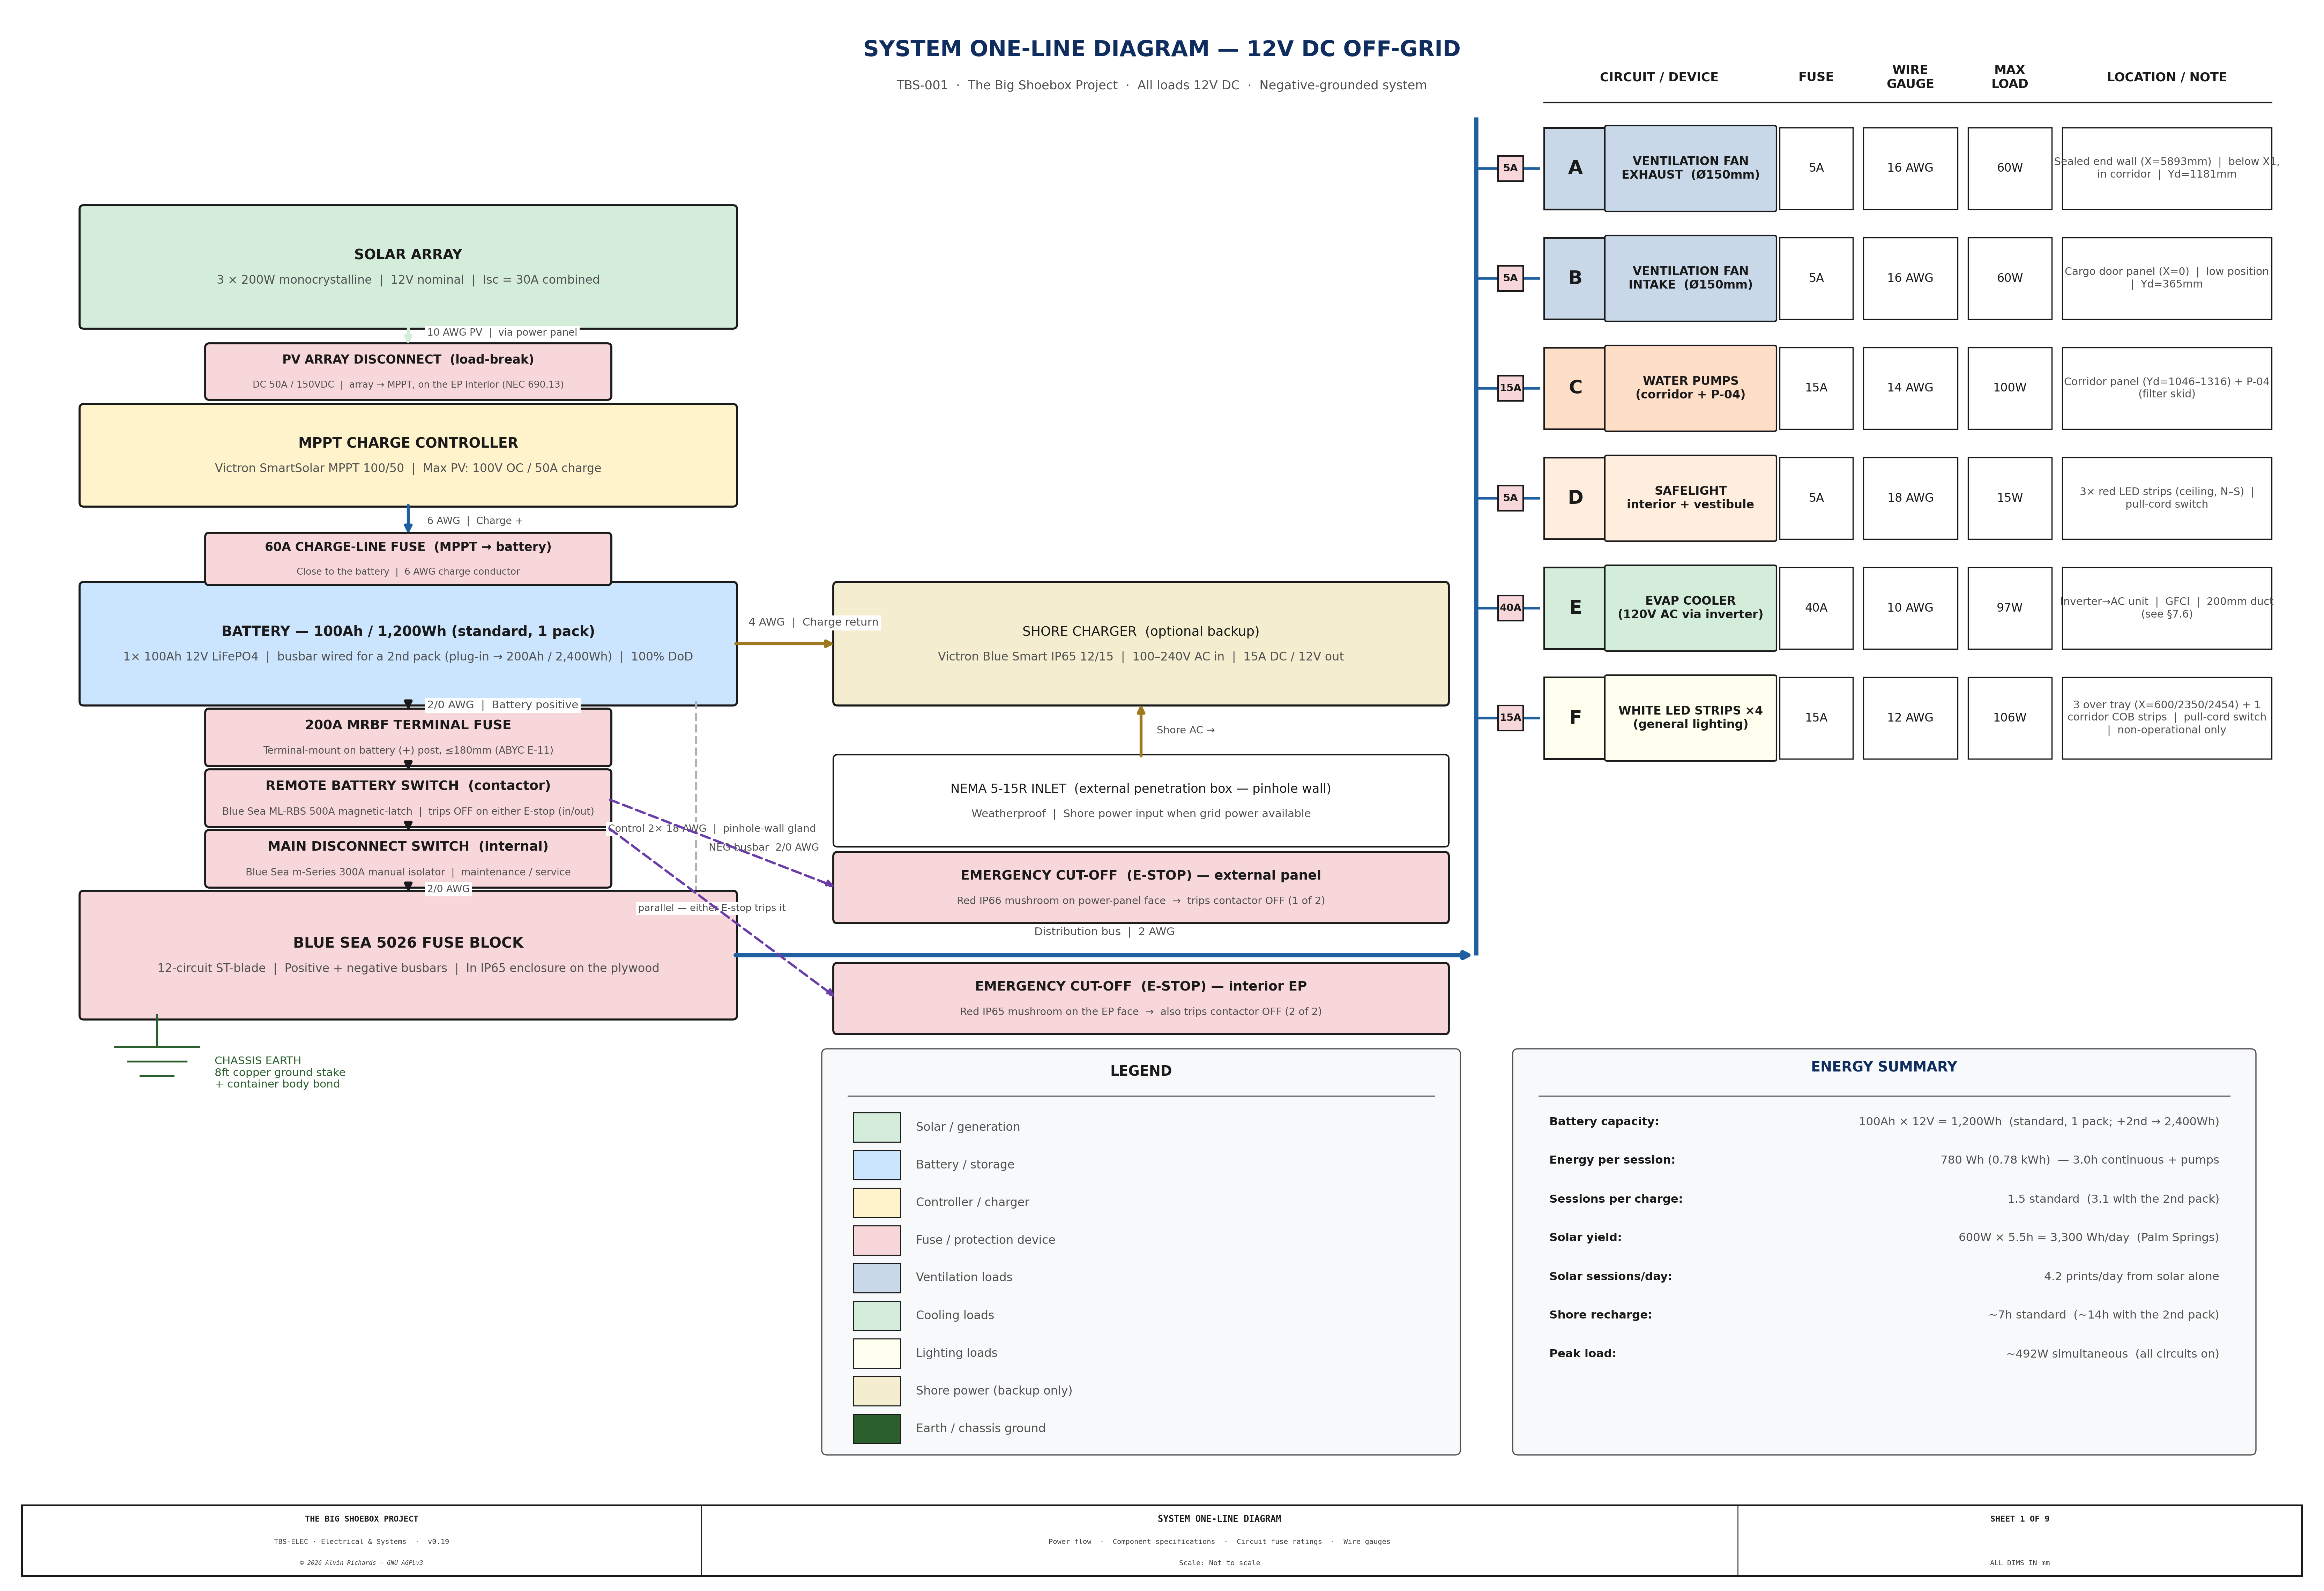 SYSTEM ONE-LINE DIAGRAM — 12V DC OFF-GRID
TBS-001 · The Big Shoebox Project · All loads 12V DC · Negative-grounded system
SOLAR ARRAY
3 × 200W monocrystalline | 12V nominal | Isc = 30A combined
10 AWG PV | via power panel
PV ARRAY DISCONNECT (load-break)
DC 50A / 150VDC | array → MPPT, on the EP interior (NEC 690.13)
MPPT CHARGE CONTROLLER
Victron SmartSolar MPPT 100/50 | Max PV: 100V OC / 50A charge
6 AWG | Charge +
60A CHARGE-LINE FUSE (MPPT → battery)
Close to the battery | 6 AWG charge conductor
BATTERY — 100Ah / 1,200Wh (standard, 1 pack)
1× 100Ah 12V LiFePO4 | busbar wired for a 2nd pack (plug-in → 200Ah / 2,400Wh) | 100% DoD
2/0 AWG | Battery positive
200A MRBF TERMINAL FUSE
Terminal-mount on battery (+) post, ≤180mm (ABYC E-11)
REMOTE BATTERY SWITCH (contactor)
Blue Sea ML-RBS 500A magnetic-latch | trips OFF on either E-stop (in/out)
MAIN DISCONNECT SWITCH (internal)
Blue Sea m-Series 300A manual isolator | maintenance / service
2/0 AWG
BLUE SEA 5026 FUSE BLOCK
12-circuit ST-blade | Positive + negative busbars | In IP65 enclosure on the plywood
CHASSIS EARTH
8ft copper ground stake
+ container body bond
4 AWG | Charge return
SHORE CHARGER (optional backup)
Victron Blue Smart IP65 12/15 | 100–240V AC in | 15A DC / 12V out
Shore AC →
NEMA 5-15R INLET (external penetration box — pinhole wall)
Weatherproof | Shore power input when grid power available
Control 2× 18 AWG | pinhole-wall gland
NEG busbar 2/0 AWG
EMERGENCY CUT-OFF (E-STOP) — external panel
Red IP66 mushroom on power-panel face → trips contactor OFF (1 of 2)
parallel — either E-stop trips it
Distribution bus | 2 AWG
EMERGENCY CUT-OFF (E-STOP) — interior EP
Red IP65 mushroom on the EP face → also trips contactor OFF (2 of 2)
CIRCUIT / DEVICE
FUSE
WIRE
GAUGE
MAX
LOAD
LOCATION / NOTE
5A
A
VENTILATION FAN
EXHAUST (Ø150mm)
5A
16 AWG
60W
Sealed end wall (X=5893mm) | below X1,
in corridor | Yd=1181mm
5A
B
VENTILATION FAN
INTAKE (Ø150mm)
5A
16 AWG
60W
Cargo door panel (X=0) | low position
| Yd=365mm
15A
C
WATER PUMPS
(corridor + P-04)
15A
14 AWG
100W
Corridor panel (Yd=1046–1316) + P-04
(filter skid)
5A
D
SAFELIGHT
interior + vestibule
5A
18 AWG
15W
3× red LED strips (ceiling, N–S) |
pull-cord switch
40A
E
EVAP COOLER
(120V AC via inverter)
40A
10 AWG
97W
Inverter→AC unit | GFCI | 200mm duct
(see §7.6)
15A
F
WHITE LED STRIPS ×4
(general lighting)
15A
12 AWG
106W
3 over tray (X=600/2350/2454) + 1
corridor COB strips | pull-cord switch
| non-operational only
LEGEND
Solar / generation
Battery / storage
Controller / charger
Fuse / protection device
Ventilation loads
Cooling loads
Lighting loads
Shore power (backup only)
Earth / chassis ground
ENERGY SUMMARY
Battery capacity: 100Ah × 12V = 1,200Wh (standard, 1 pack; +2nd → 2,400Wh)
Energy per session: 780 Wh (0.78 kWh) — 3.0h continuous + pumps
Sessions per charge: 1.5 standard (3.1 with the 2nd pack)
Solar yield: 600W × 5.5h = 3,300 Wh/day (Palm Springs)
Solar sessions/day: 4.2 prints/day from solar alone
Shore recharge: ~7h standard (~14h with the 2nd pack)
Peak load: ~492W simultaneous (all circuits on)
THE BIG SHOEBOX PROJECT
TBS-ELEC · Electrical & Systems · v0.19
© 2026 Alvin Richards — GNU AGPLv3
SYSTEM ONE-LINE DIAGRAM
Power flow · Component specifications · Circuit fuse ratings · Wire gauges
Scale: Not to scale
SHEET 1 OF 9
ALL DIMS IN mm